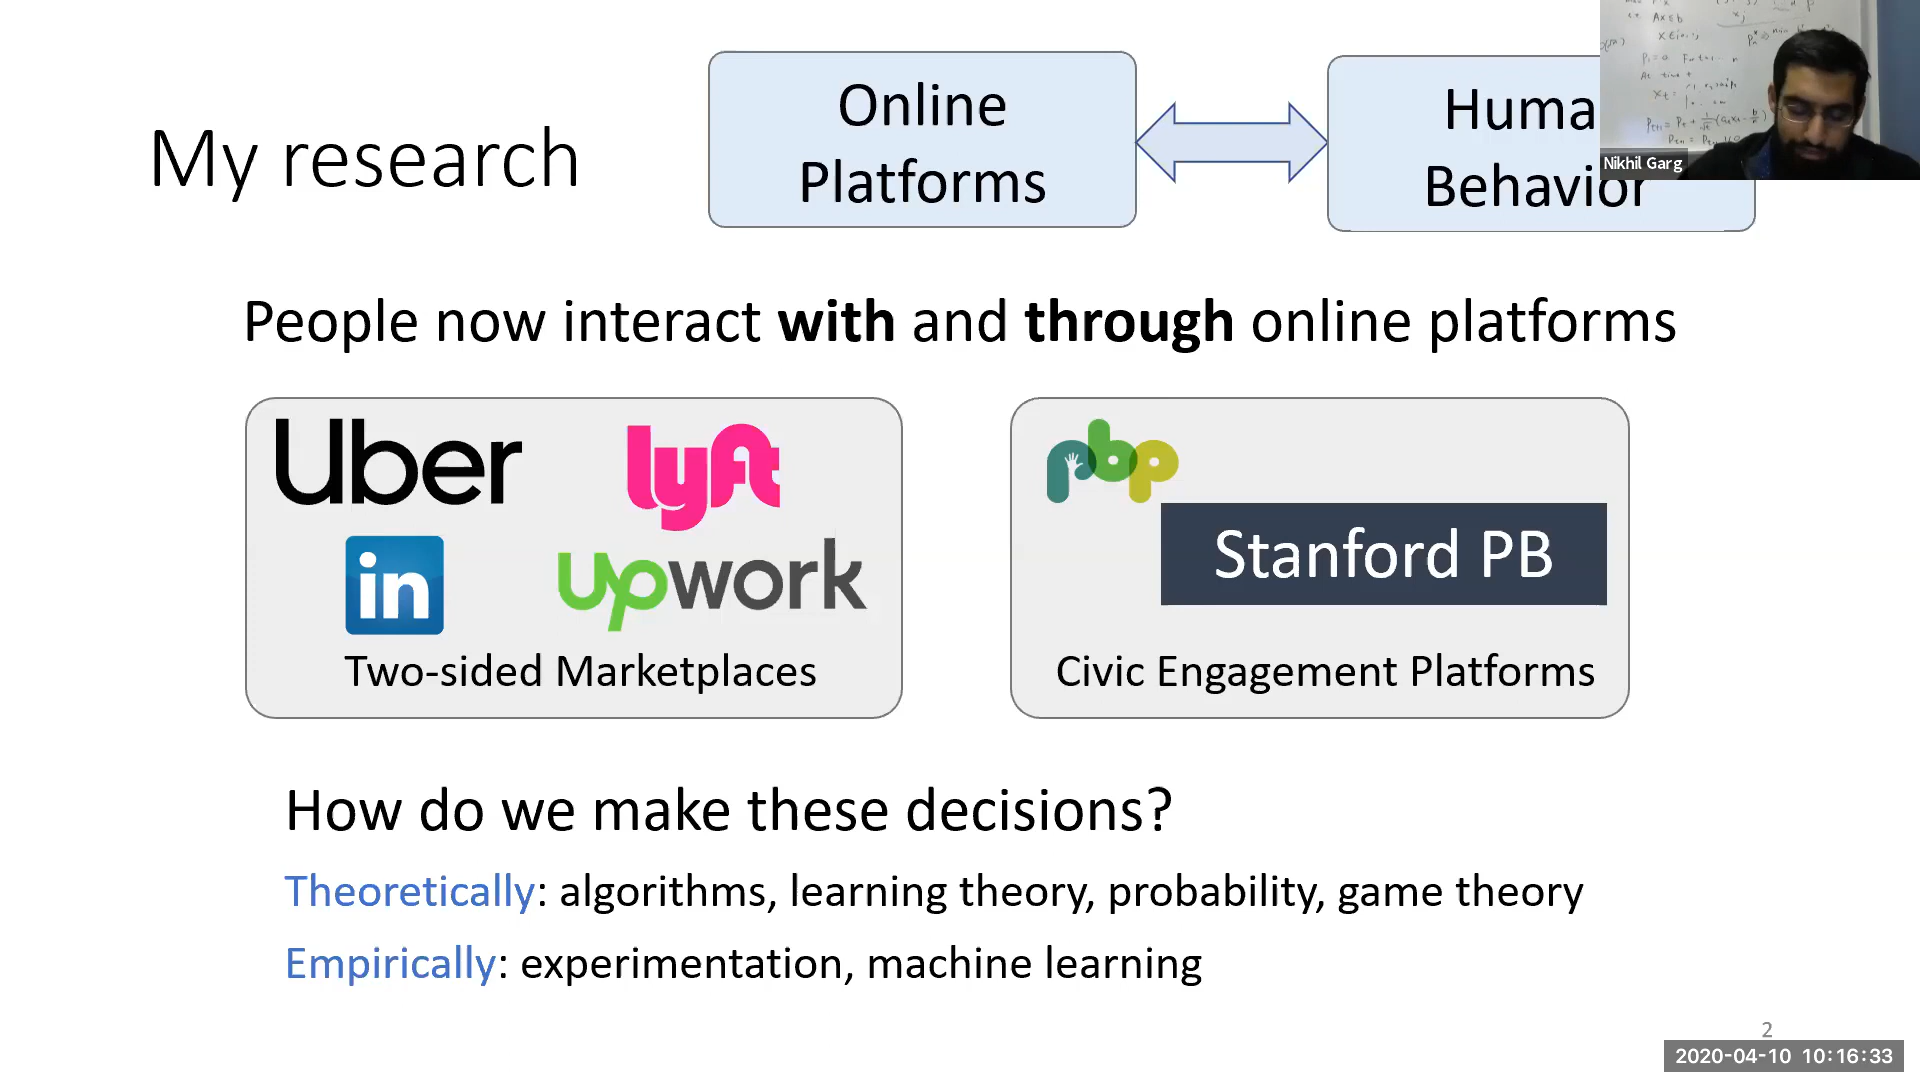 My research
Online
Platforms
Huma
Behavior
Nikhil Garg
People now interact with and through online platforms
Uber
lyft
in
upwork
Two-sided Marketplaces
pbp
Stanford PB
Civic Engagement Platforms
How do we make these decisions?
Theoretically: algorithms, learning theory, probability, game theory
Empirically: experimentation, machine learning
2
2020-04-10 10:16:33